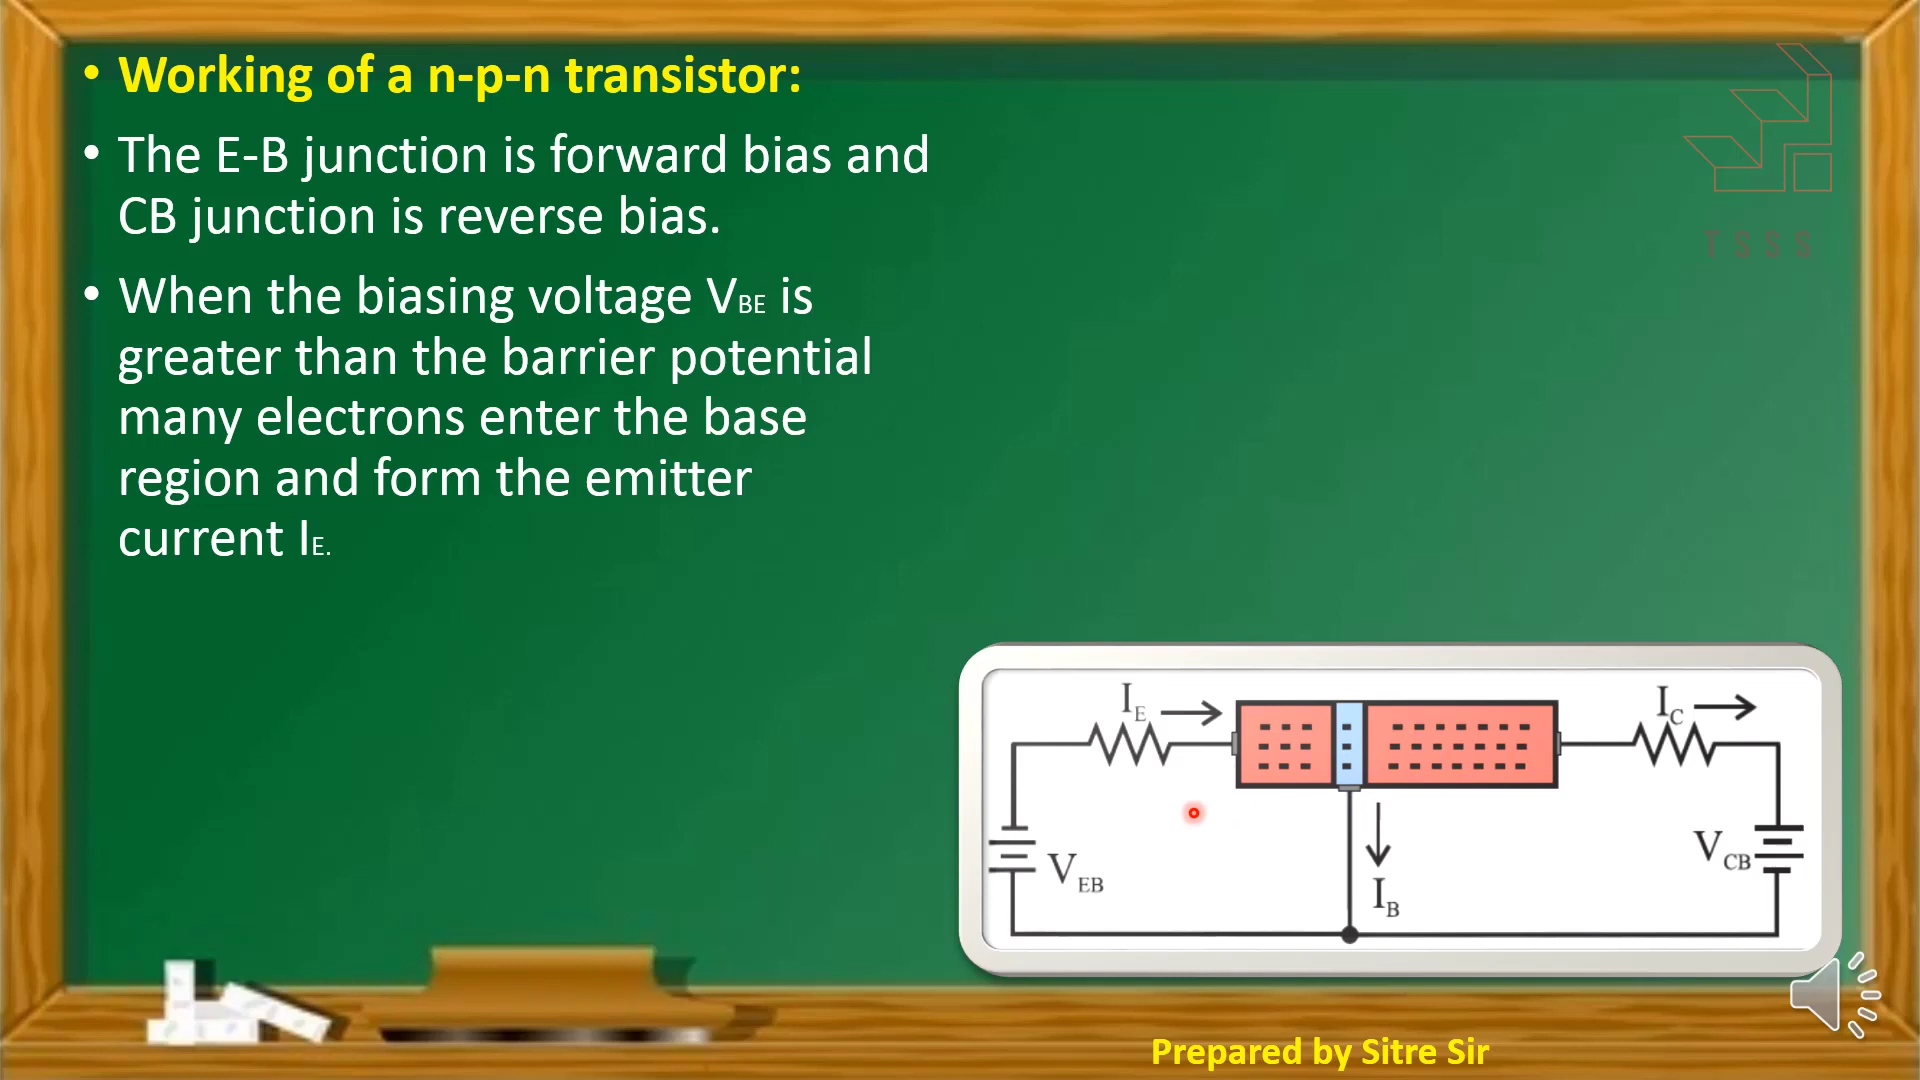 • Working of a n-p-n transistor:
• The E-B junction is forward bias and
CB junction is reverse bias.
• When the biasing voltage VBE is
greater than the barrier potential
many electrons enter the base
region and form the emitter
current IE.
TSSS
IE
IC
VEB
IB
VCB
Prepared by Sitre Sir